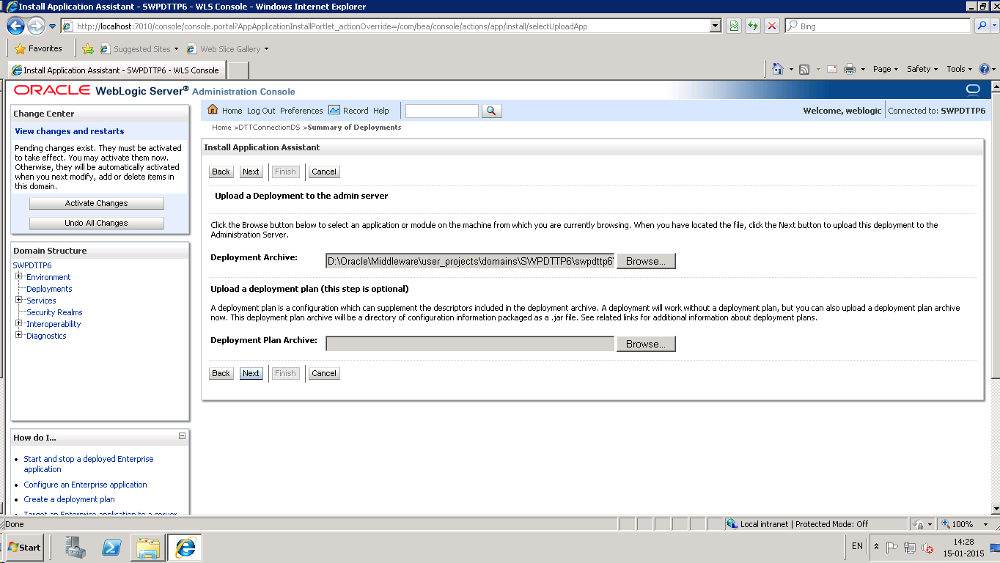 Install Application Assistant - SWPDTTP6 - WLS Console - Windows Internet Explorer
http://localhost:7010/console/console.portal?AppApplicationInstallPortlet_actionOverride=/com/bea/console/actions/app/install/selectUploadApp
Bing
Favorites
Suggested Sites
Web Slice Gallery
Install Application Assistant - SWPDTTP6 - WLS Console
Page
Safety
Tools
ORACLE WebLogic Server® Administration Console
Change Center
View changes and restarts
Pending changes exist. They must be activated
to take effect. You may activate them now.
Otherwise, they will be automatically activated
when you next modify, add or delete items in
this domain.
Activate Changes
Undo All Changes
Domain Structure
SWPDTTP6
Environment
Deployments
Services
Security Realms
Interoperability
Diagnostics
How do I...
Start and stop a deployed Enterprise
application
Configure an Enterprise application
Create a deployment plan
Target an Enterprise application to a server
Home Log Out Preferences Record Help
Welcome, weblogic
Connected to: SWPDTTP6
Home >DTTConnectionDS >Summary of Deployments
Install Application Assistant
Back Next Finish Cancel
Upload a Deployment to the admin server
Click the Browse button below to select an application or module on the machine from which you are currently browsing. When you have located the file, click the Next button to upload this deployment to the
Administration Server.
Deployment Archive: D:\Oracle\Middleware\user_projects\domains\SWPDTTP6\swpdttp6 Browse...
Upload a deployment plan (this step is optional)
A deployment plan is a configuration which can supplement the descriptors included in the deployment archive. A deployment will work without a deployment plan, but you can also upload a deployment plan archive
now. This deployment plan archive will be a directory of configuration information packaged as a .jar file. See related links for additional information about deployment plans.
Deployment Plan Archive: Browse...
Back Next Finish Cancel
Done
Local intranet | Protected Mode: Off
100%
Start
EN
14:28
15-01-2015